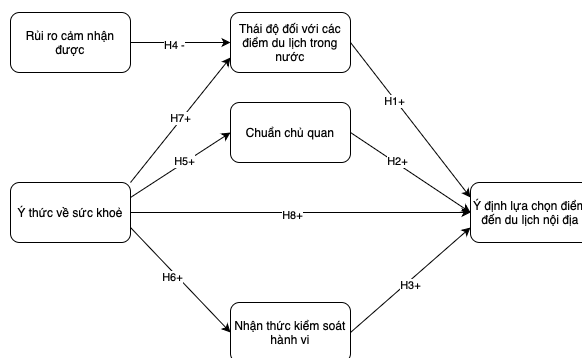 Rủi ro cảm nhận
được
H4 -
Thái độ đối với các
điểm du lịch trong
nước
H7+
H1+
Chuẩn chủ quan
H5+
H2+
Ý thức về sức khoẻ
H8+
Ý định lựa chọn điểm
đến du lịch nội địa
H6+
H3+
Nhận thức kiểm soát
hành vi